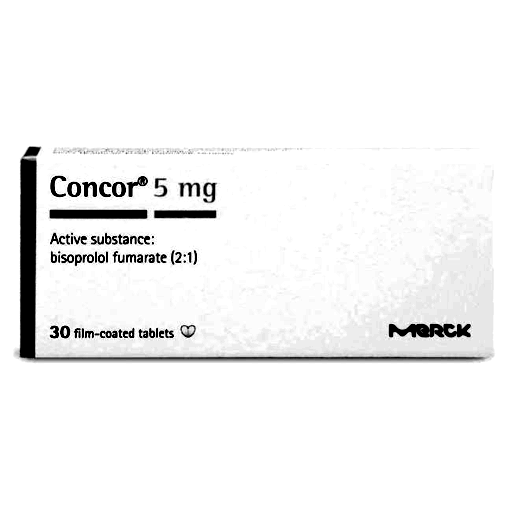 Concor® 5 mg
Active substance:
bisoprolol fumarate (2:1)
30 film-coated tablets
MERCK